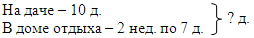 На даче – 10 д.
В доме отдыха – 2 нед. по 7 д.
? д.